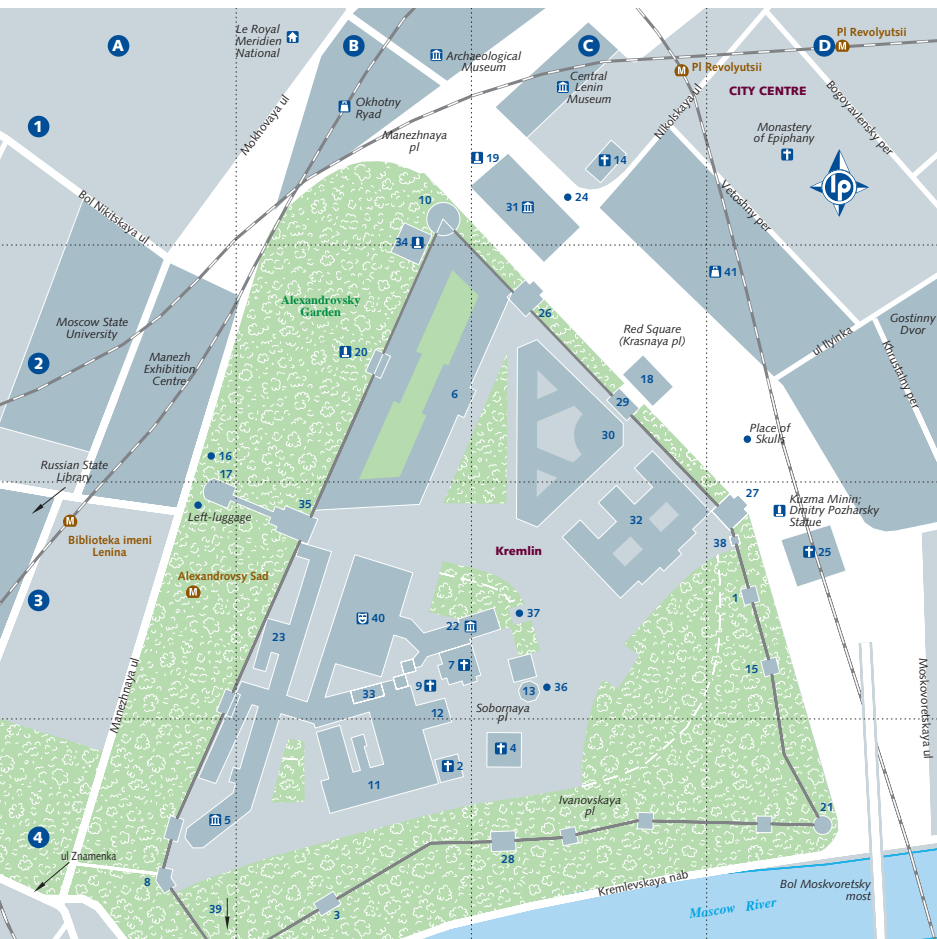 A
B
C
D
1
2
3
4
Le Royal
Meridien
National
Mokhovaya ul
Okhotny
Ryad
Archaeological
Museum
Manezhnaya
pl
Central
Lenin
Museum
Pl Revolyutsii
Pl Revolyutsii
CITY CENTRE
Nikolskaya ul
Bogoyavlensky per
Monastery
of Epiphany
lp
19
14
24
31
10
34
Bol Nikitskaya ul
Vetoshny per
41
26
Alexandrovsky
Garden
20
Moscow State
University
Manezh
Exhibition
Centre
Red Square
(Krasnaya pl)
18
29
30
6
ul Ilyinka
Gostinny
Dvor
Khrustalny per
Place of
Skulls
16
17
Russian State
Library
Left-luggage
35
27
Kuzma Minin;
Dmitry Pozharsky
Statue
32
38
25
Biblioteka imeni
Lenina
Kremlin
Alexandrovsy Sad
1
40
37
22
23
7
9
33
12
13
36
15
Sobornaya
pl
Manezhnaya ul
Moskovoretskaya ul
4
2
11
5
Ivanovskaya
pl
21
28
ul Znamenka
8
39
3
Kremlevskaya nab
Moscow River
Bol Moskvoretsky
most
M
M
M
M